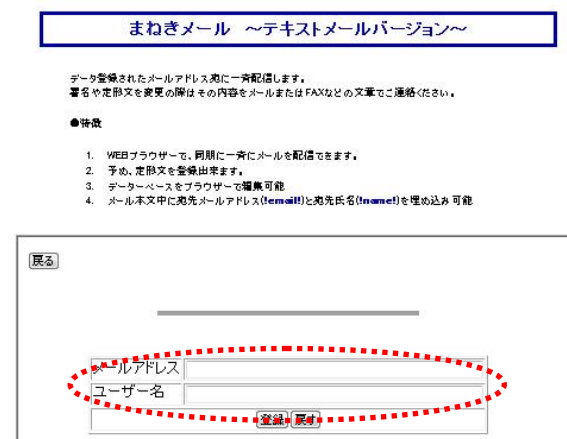 まねきメール ～テキストメールバージョン～
データ登録されたメールアドレス宛に一斉配信します。
署名や定形文を変更の際はその内容をメールまたはFAXなどの文章でご連絡ください。
●特徴
1. WEBブラウザーで、同朋に一斉にメールを配信できます。
2. 予め、定形文を登録出来ます。
3. データーベースをブラウザーで編集可能
4. メール本文中に宛先メールアドレス(!email!)と宛先氏名(!name!)を埋め込み可能
戻る
メールアドレス
ユーザー名
登録 戻す